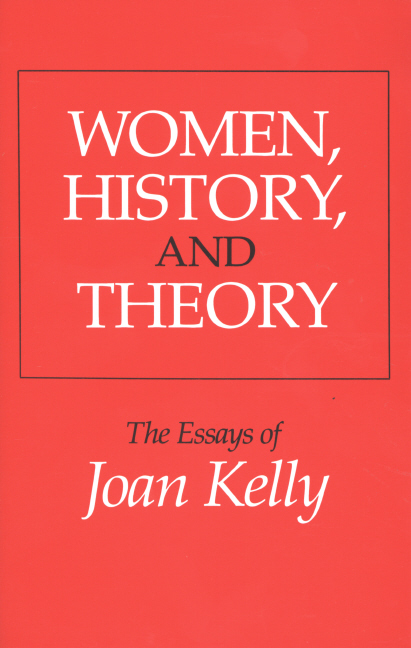 WOMEN,
HISTORY,
AND
THEORY
The Essays of
Joan Kelly